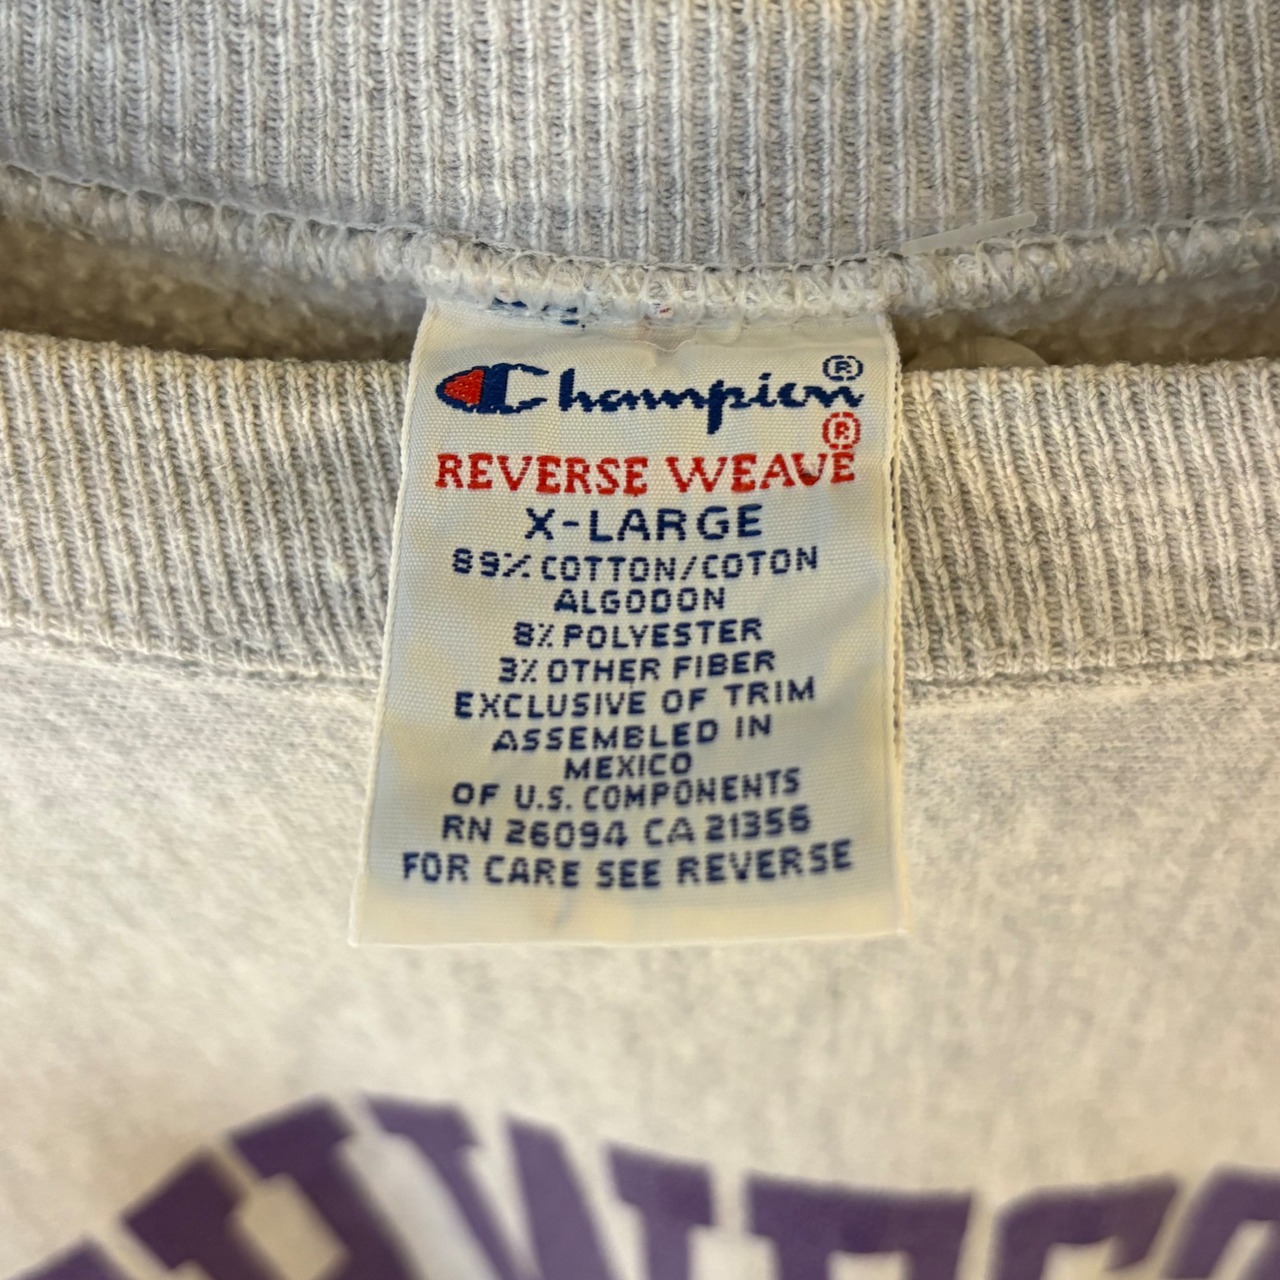 Champion®
REVERSE WEAVE®
X-LARGE
89% COTTON/COTON
ALGODON
8% POLYESTER
3% OTHER FIBER
EXCLUSIVE OF TRIM
ASSEMBLED IN
MEXICO
OF U.S. COMPONENTS
RN 26094 CA 21356
FOR CARE SEE REVERSE